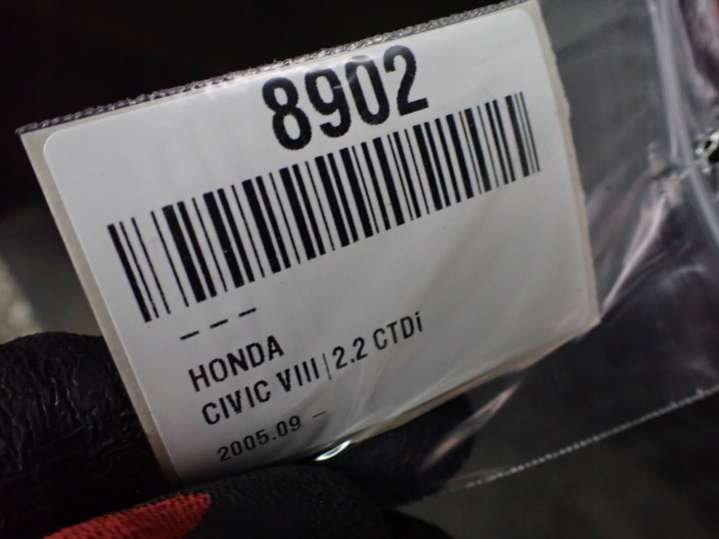 8902
---
HONDA
CIVIC VIII|2.2 CTDi
2005.09 -